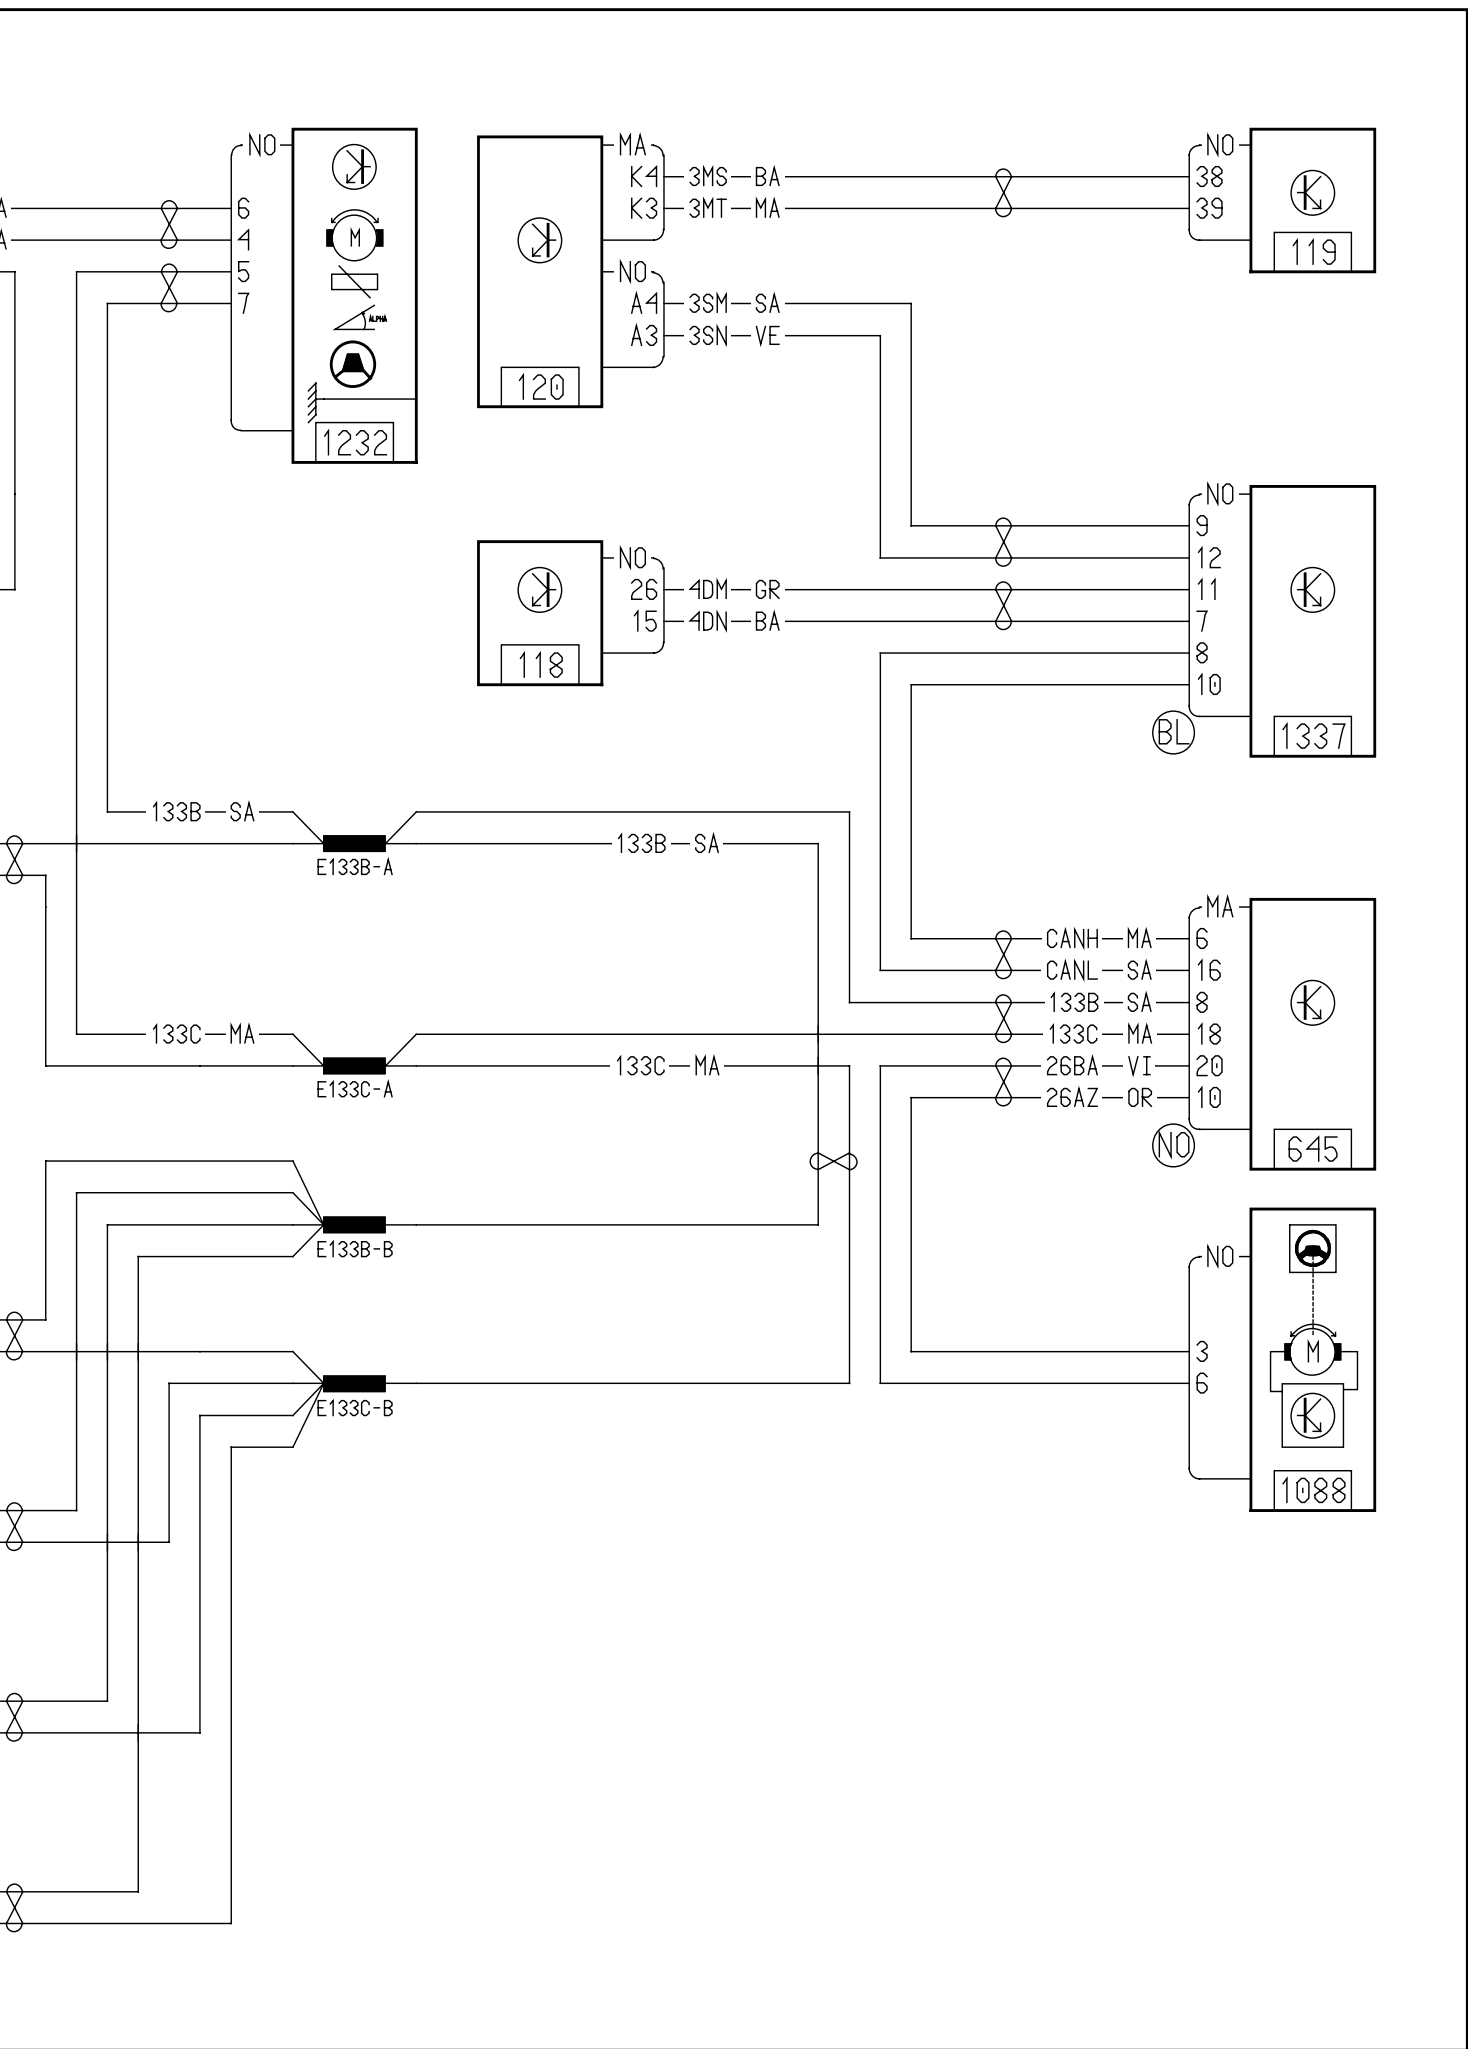 NO
6
4
5
7
M
ALPHA
1232
MA
K4 3MS BA
K3 3MT MA
NO
A4 3SM SA
A3 3SN VE
120
NO
38
39
119
NO
26 4DM GR
15 4DN BA
118
NO
9
12
11
7
8
10
BL
1337
133B SA
E133B-A
133B SA
133C MA
E133C-A
133C MA
MA
CANH MA 6
CANL SA 16
133B SA 8
133C MA 18
26BA VI 20
26AZ OR 10
NO
645
E133B-B
E133C-B
NO
3
6
M
1088